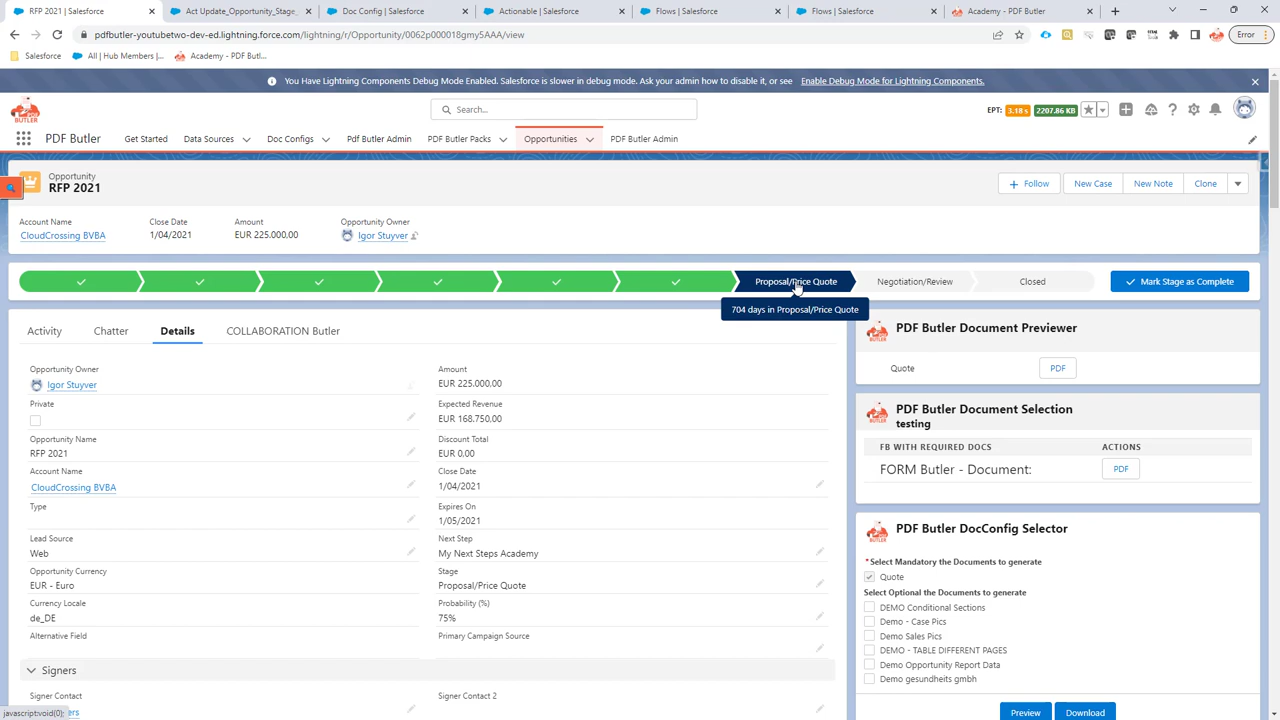 RFP 2021 | Salesforce
Act Update_Opportunity_Stage_
Doc Config | Salesforce
Actionable | Salesforce
Flows | Salesforce
Flows | Salesforce
Academy - PDF Butler
pdfbutler-youtubetwo-dev-ed.lightning.force.com/lightning/r/Opportunity/0062p000018gmy5AAA/view
Error
Salesforce
All | Hub Members |...
Academy - PDF Butl...
You Have Lightning Components Debug Mode Enabled. Salesforce is slower in debug mode. Ask your admin how to disable it, or see Enable Debug Mode for Lightning Components.
PDF BUTLER
Search...
EPT: 3.18 s 2207.86 KB
PDF Butler
Get Started
Data Sources
Doc Configs
Pdf Butler Admin
PDF Butler Packs
Opportunities
PDF Butler Admin
Opportunity
RFP 2021
Follow
New Case
New Note
Clone
Account Name
CloudCrossing BVBA
Close Date
1/04/2021
Amount
EUR 225.000,00
Opportunity Owner
Igor Stuyver
Proposal/Price Quote
Negotiation/Review
Closed
Mark Stage as Complete
704 days in Proposal/Price Quote
Activity
Chatter
Details
COLLABORATION Butler
Opportunity Owner
Igor Stuyver
Private
Opportunity Name
RFP 2021
Account Name
CloudCrossing BVBA
Type
Lead Source
Web
Opportunity Currency
EUR - Euro
Currency Locale
de_DE
Alternative Field
Amount
EUR 225.000,00
Expected Revenue
EUR 168.750,00
Discount Total
EUR 0,00
Close Date
1/04/2021
Expires On
1/05/2021
Next Step
My Next Steps Academy
Stage
Proposal/Price Quote
Probability (%)
75%
Primary Campaign Source
Signers
Signer Contact
Signer Contact 2
javascript:void(0);
PDF Butler Document Previewer
Quote
PDF
PDF Butler Document Selection
testing
FB WITH REQUIRED DOCS
ACTIONS
FORM Butler - Document:
PDF
PDF Butler DocConfig Selector
*Select Mandatory the Documents to generate
Quote
Select Optional the Documents to generate
DEMO Conditional Sections
Demo - Case Pics
Demo Sales Pics
DEMO - TABLE DIFFERENT PAGES
Demo Opportunity Report Data
Demo gesundheits gmbh
Preview
Download